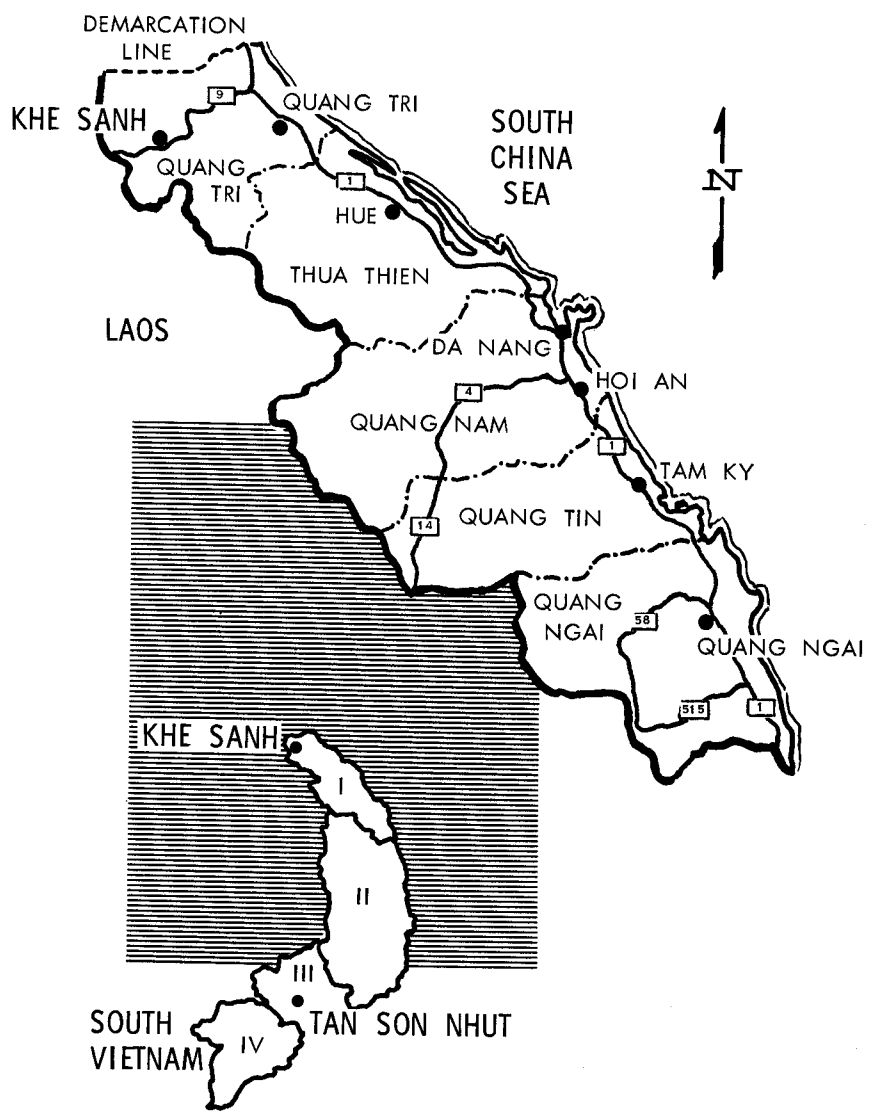 DEMARCATION
LINE
9
QUANG TRI
KHE SANH
SOUTH
CHINA
SEA
QUANG
TRI
1
N
HUE
THUA THIEN
LAOS
DA NANG
HOI AN
4
QUANG NAM
1
TAM KY
14
QUANG TIN
QUANG
NGAI
58
QUANG NGAI
515
1
KHE SANH
I
II
III
SOUTH
VIETNAM
TAN SON NHUT
IV